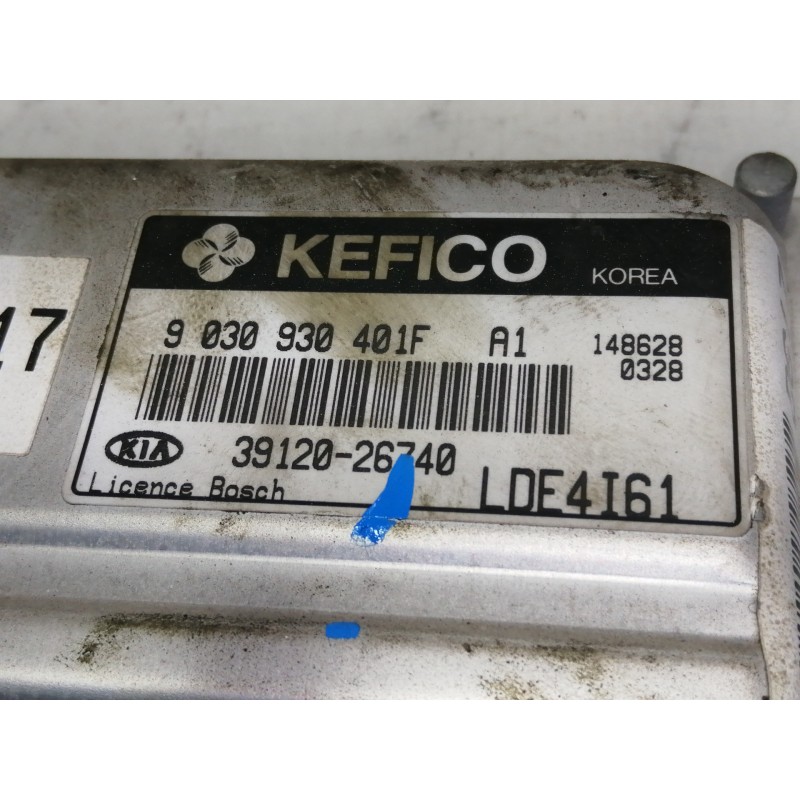 KEFICO KOREA
17
9 030 930 401F A1 148628
0328
KIA 39120-26740
Licence Bosch LDE4I61